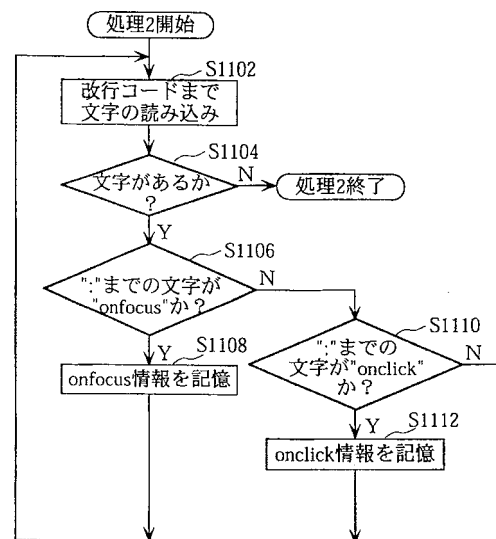 処理2開始
S1102
改行コードまで
文字の読み込み
S1104
文字があるか
？
N
処理2終了
Y
S1106
":"までの文字が
"onfocus"か？
N
Y
S1108
onfocus情報を記憶
S1110
":"までの
文字が"onclick"
か？
N
Y
S1112
onclick情報を記憶